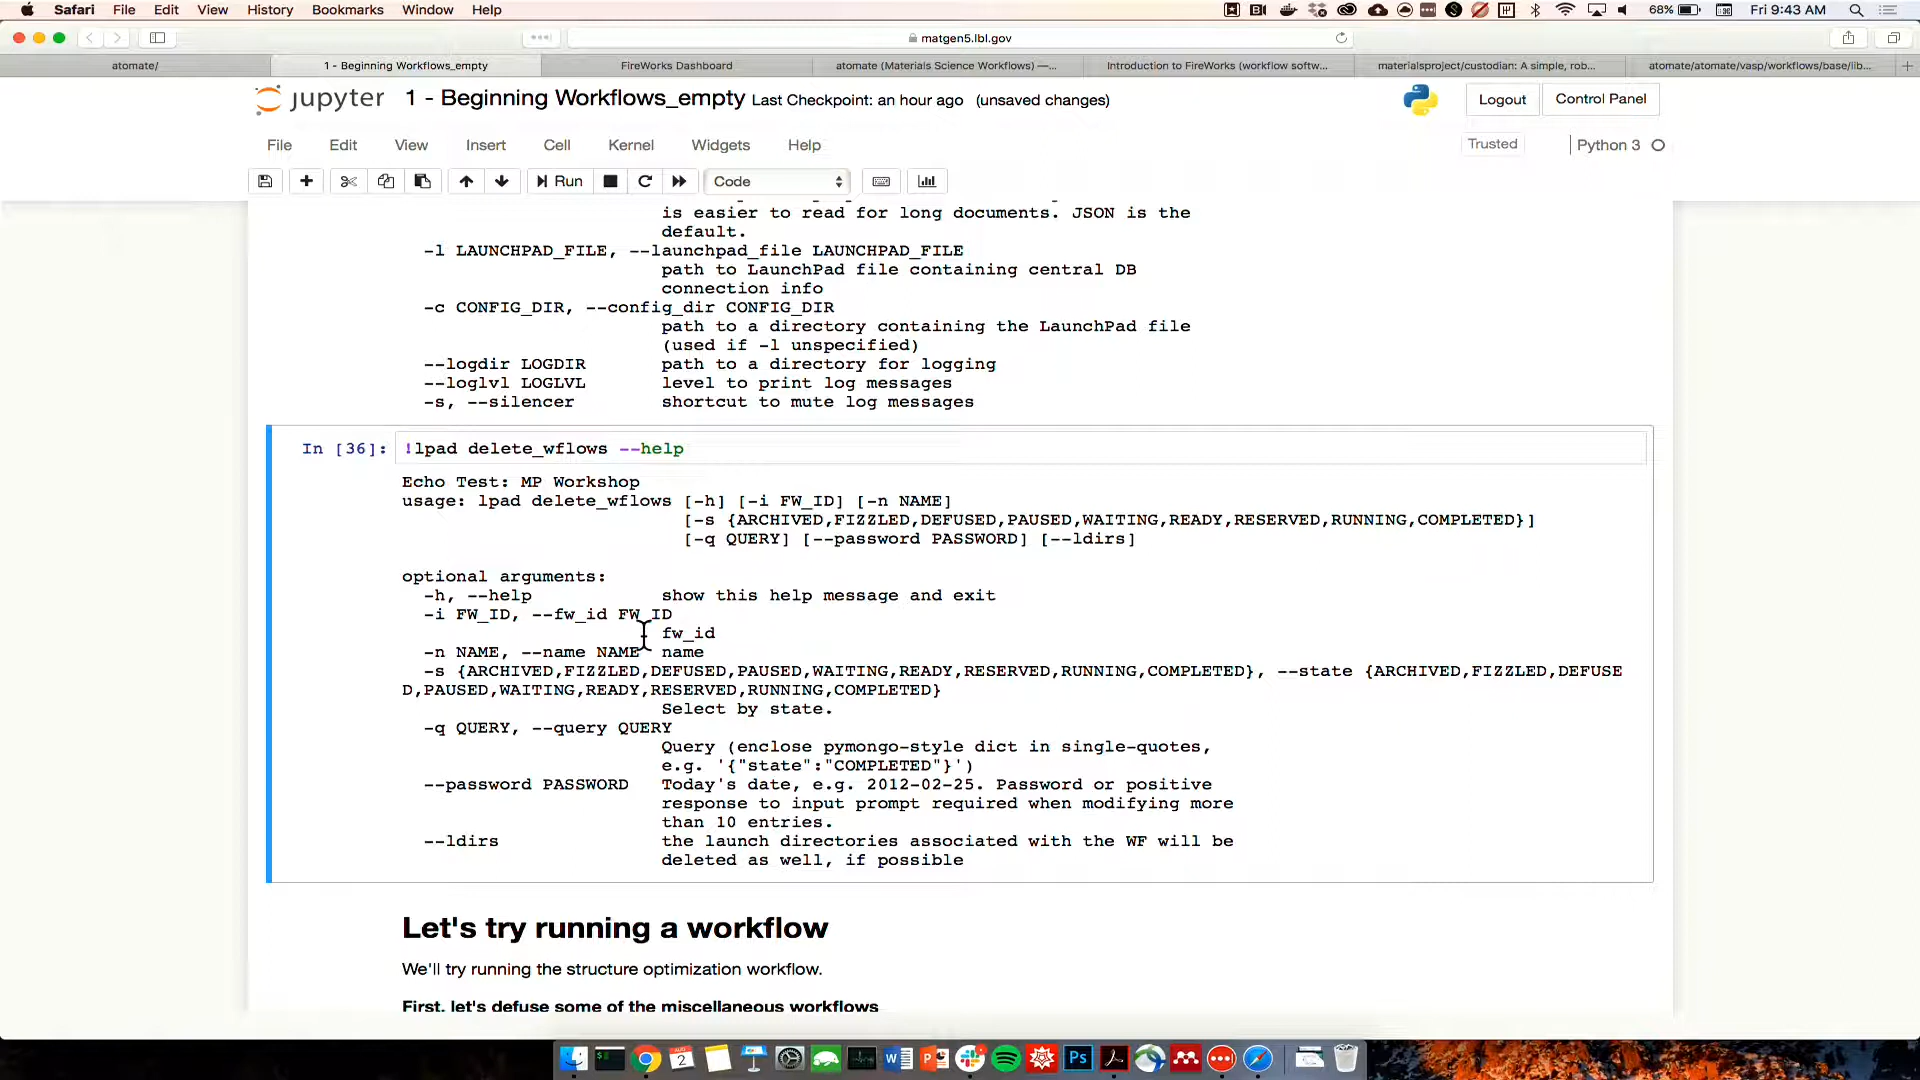 Safari File Edit View History Bookmarks Window Help 68% Fri 9:43 AM
matgen5.lbl.gov
atomate/ 1 - Beginning Workflows_empty FireWorks Dashboard atomate (Materials Science Workflows) —... Introduction to FireWorks (workflow softw... materialsproject/custodian: A simple, rob... atomate/atomate/vasp/workflows/base/lib...
jupyter 1 - Beginning Workflows_empty Last Checkpoint: an hour ago (unsaved changes) Logout Control Panel
File Edit View Insert Cell Kernel Widgets Help Trusted Python 3
Run Code
is easier to read for long documents. JSON is the
default.
-l LAUNCHPAD_FILE, --launchpad_file LAUNCHPAD_FILE
path to LaunchPad file containing central DB
connection info
-c CONFIG_DIR, --config_dir CONFIG_DIR
path to a directory containing the LaunchPad file
(used if -l unspecified)
--logdir LOGDIR path to a directory for logging
--loglvl LOGLVL level to print log messages
-s, --silencer shortcut to mute log messages
In [36]: !lpad delete_wflows --help
Echo Test: MP Workshop
usage: lpad delete_wflows [-h] [-i FW_ID] [-n NAME]
[-s {ARCHIVED,FIZZLED,DEFUSED,PAUSED,WAITING,READY,RESERVED,RUNNING,COMPLETED}]
[-q QUERY] [--password PASSWORD] [--ldirs]
optional arguments:
-h, --help show this help message and exit
-i FW_ID, --fw_id FW_ID
fw_id
-n NAME, --name NAME name
-s {ARCHIVED,FIZZLED,DEFUSED,PAUSED,WAITING,READY,RESERVED,RUNNING,COMPLETED}, --state {ARCHIVED,FIZZLED,DEFUSE
D,PAUSED,WAITING,READY,RESERVED,RUNNING,COMPLETED}
Select by state.
-q QUERY, --query QUERY
Query (enclose pymongo-style dict in single-quotes,
e.g. '{"state":"COMPLETED"}')
--password PASSWORD Today's date, e.g. 2012-02-25. Password or positive
response to input prompt required when modifying more
than 10 entries.
--ldirs the launch directories associated with the WF will be
deleted as well, if possible
Let's try running a workflow
We'll try running the structure optimization workflow.
First, let's defuse some of the miscellaneous workflows